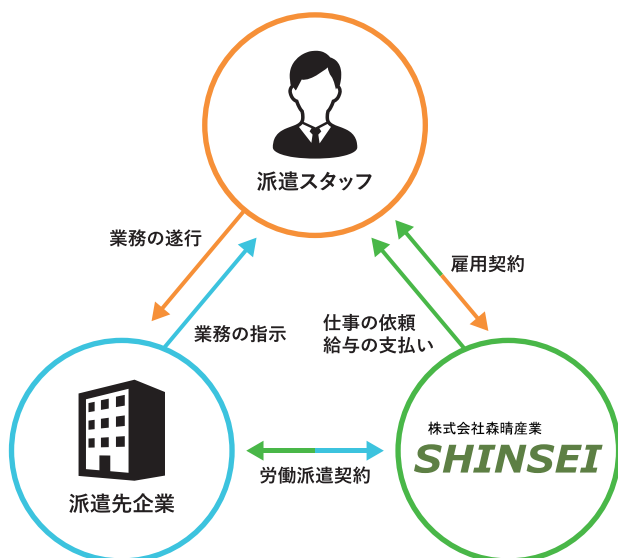 派遣スタッフ
業務の遂行
雇用契約
業務の指示
仕事の依頼
給与の支払い
株式会社森晴産業
SHINSEI
労働派遣契約
派遣先企業